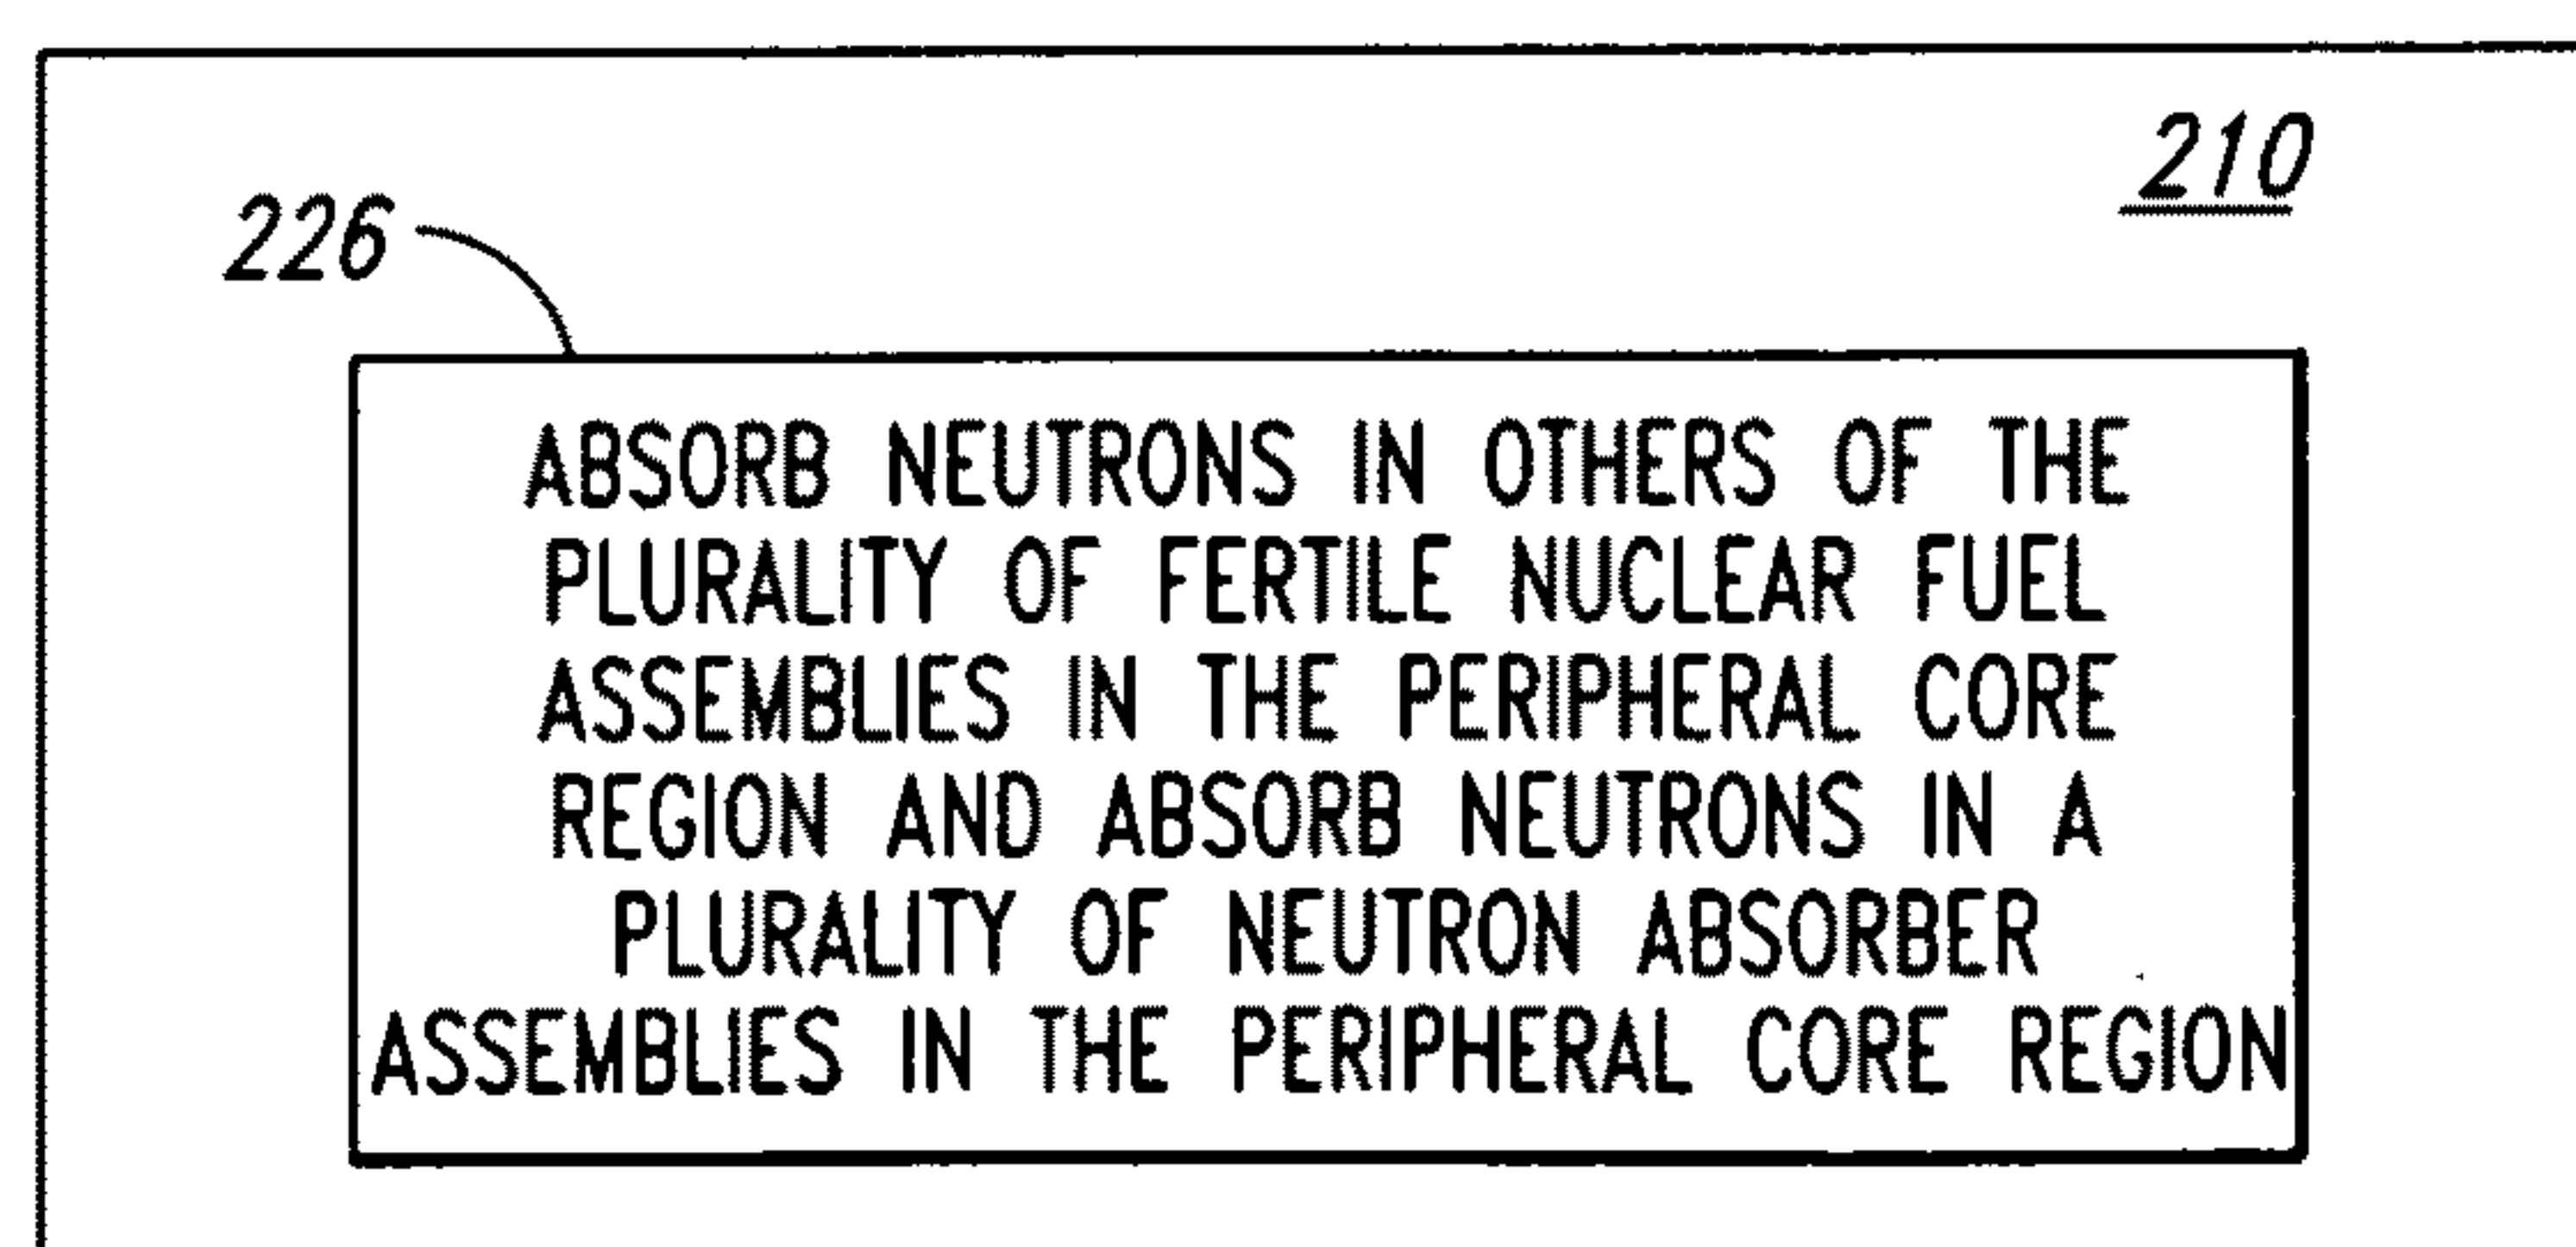 210
226
ABSORB NEUTRONS IN OTHERS OF THE
PLURALITY OF FERTILE NUCLEAR FUEL
ASSEMBLIES IN THE PERIPHERAL CORE
REGION AND ABSORB NEUTRONS IN A
PLURALITY OF NEUTRON ABSORBER
ASSEMBLIES IN THE PERIPHERAL CORE REGION